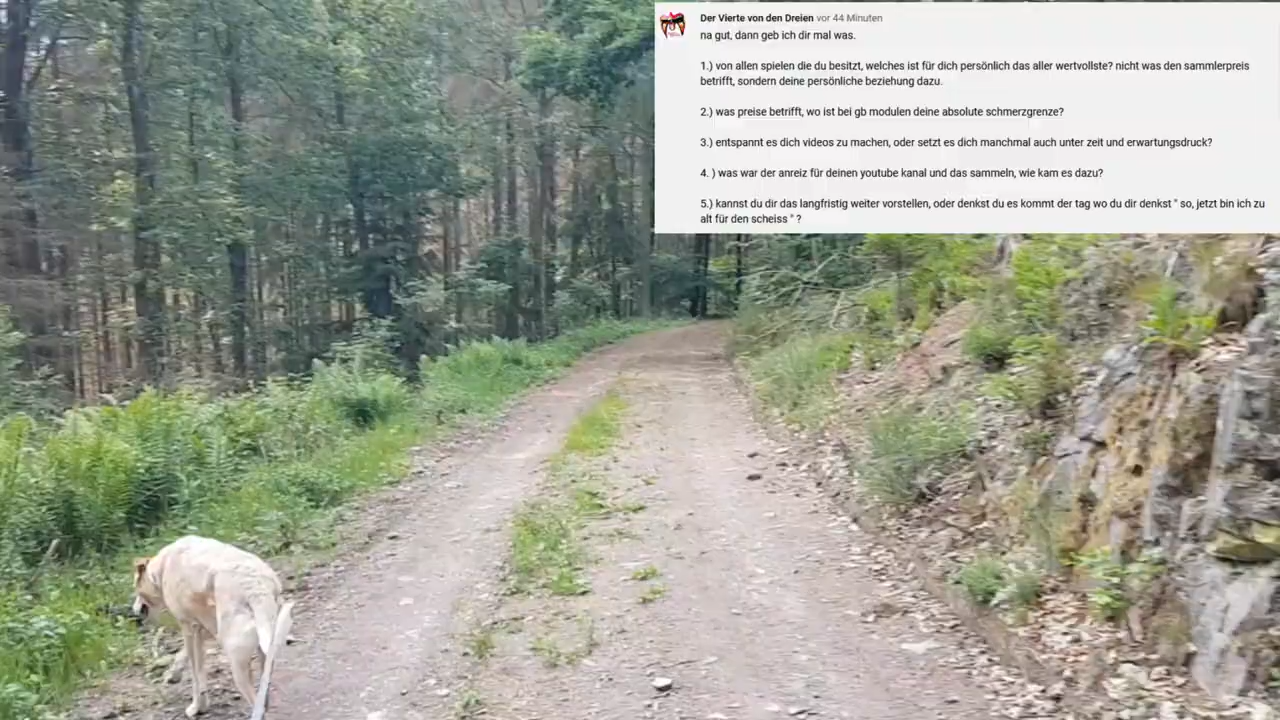 Der Vierte von den Dreien vor 44 Minuten
na gut, dann geb ich dir mal was.
1.) von allen spielen die du besitzt, welches ist für dich persönlich das aller wertvollste? nicht was den sammlerpreis
betrifft, sondern deine persönliche beziehung dazu.
2.) was preise betrifft, wo ist bei gb modulen deine absolute schmerzgrenze?
3.) entspannt es dich videos zu machen, oder setzt es dich manchmal auch unter zeit und erwartungsdruck?
4. ) was war der anreiz für deinen youtube kanal und das sammeln, wie kam es dazu?
5.) kannst du dir das langfristig weiter vorstellen, oder denkst du es kommt der tag wo du dir denkst " so, jetzt bin ich zu
alt für den scheiss " ?